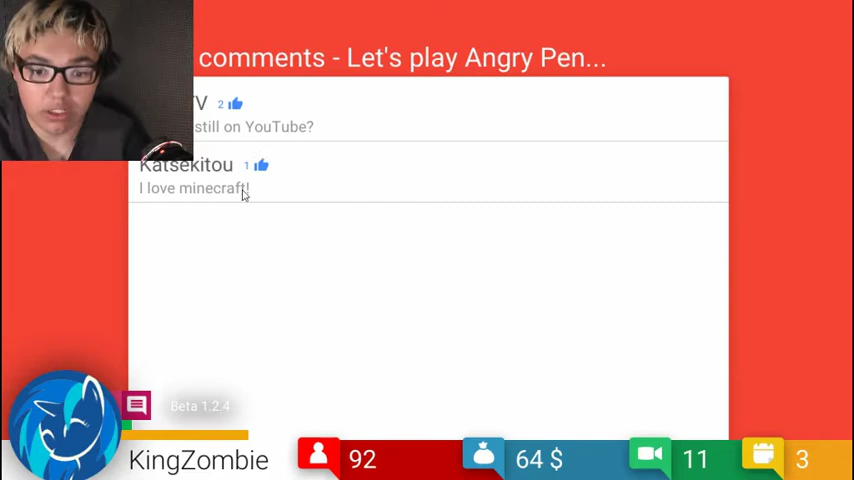 comments - Let's play Angry Pen...
V 2
still on YouTube?
Katsekitou 1
I love minecraft!
Beta 1.2.4
KingZombie 92 64 $ 11 3